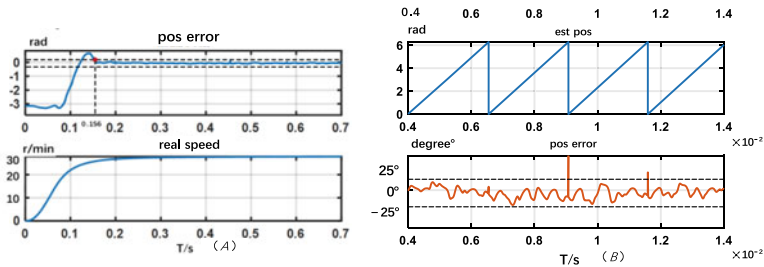 pos error
rad
0
-1
-2
-3
0 0.1 0.156 0.2 0.3 0.4 0.5 0.6 0.7
real speed
r/min
30
20
10
0
0 0.1 0.2 0.3 0.4 0.5 0.6 0.7
T/s (A)
0.4 0.6 0.8 1 1.2 1.4
rad est pos
6
4
2
0
0.4 0.6 0.8 1 1.2 1.4
×10⁻²
degree° pos error
25°
0°
-25°
0.4 0.6 0.8 1 1.2 1.4
×10⁻²
T/s (B)